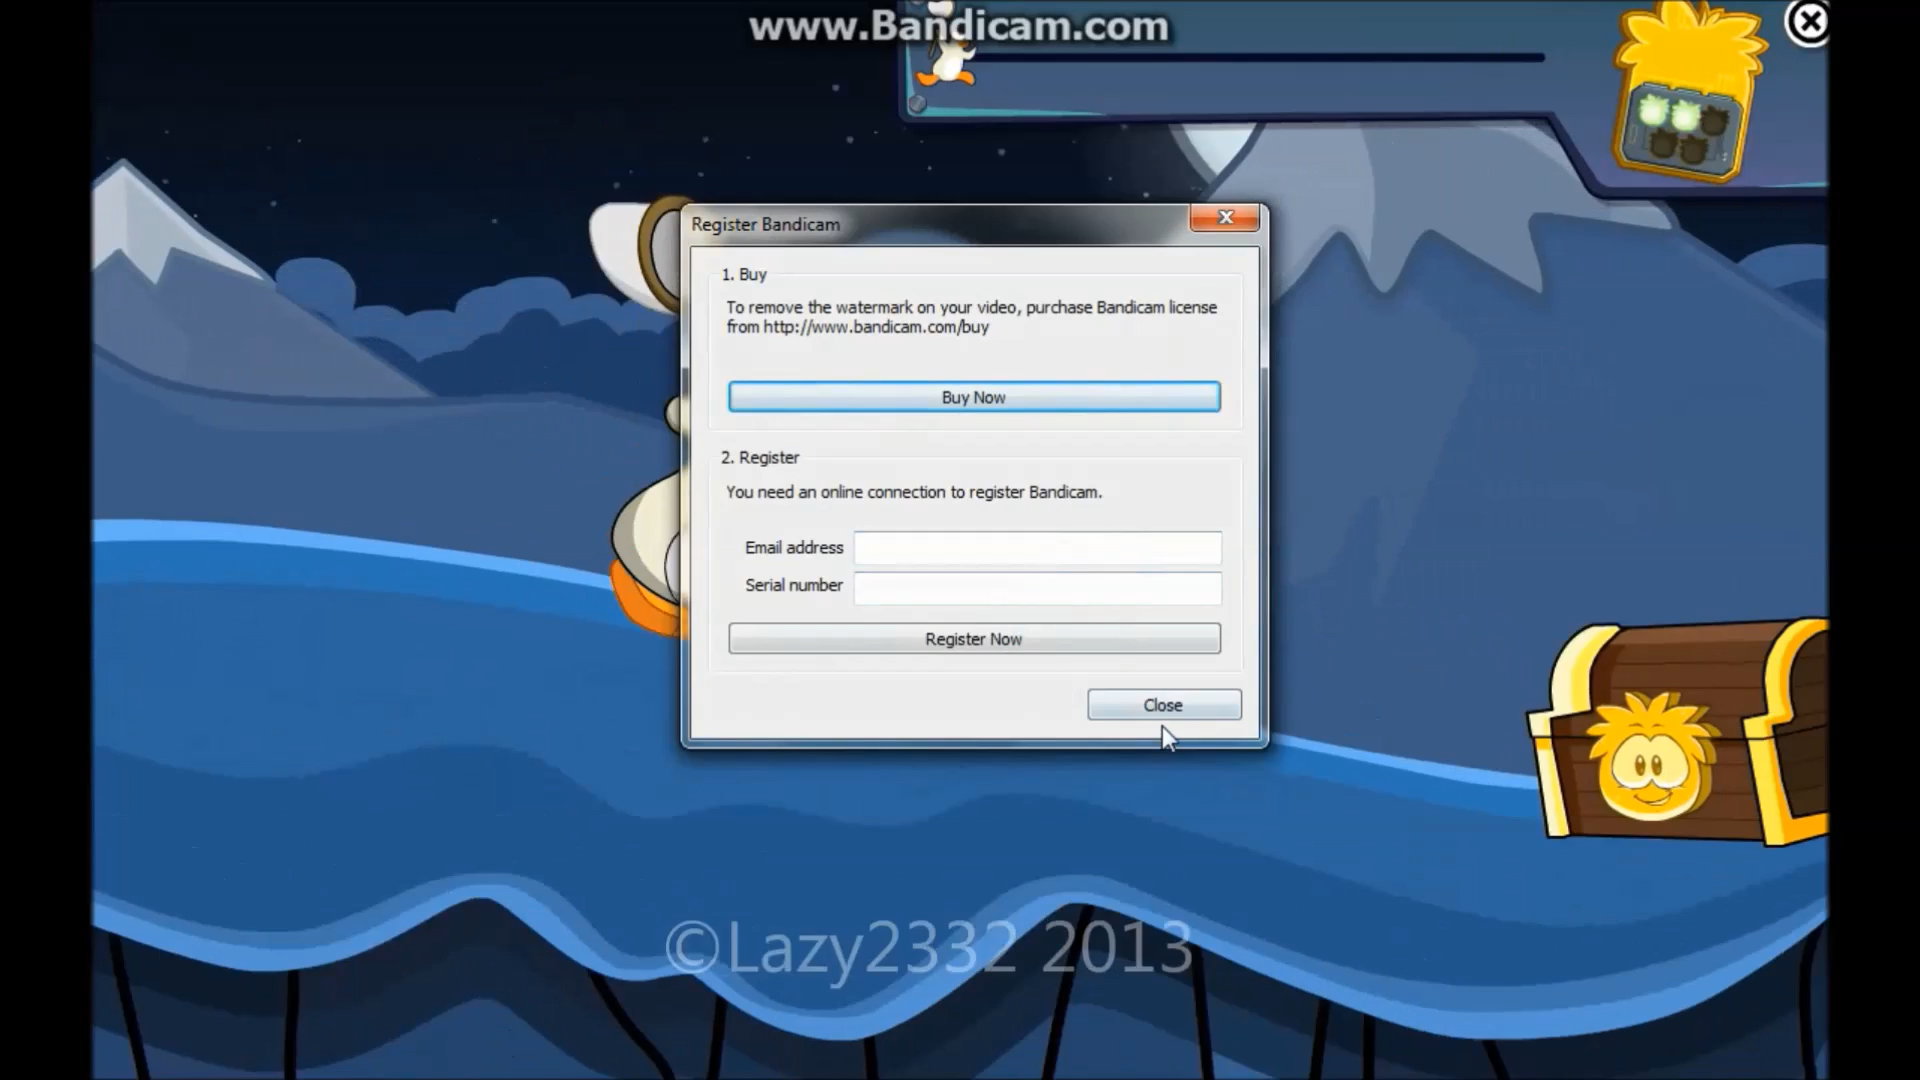 www.Bandicam.com
Register Bandicam
1. Buy
To remove the watermark on your video, purchase Bandicam license
from http://www.bandicam.com/buy
Buy Now
2. Register
You need an online connection to register Bandicam.
Email address
Serial number
Register Now
Close
©Lazy2332 2013